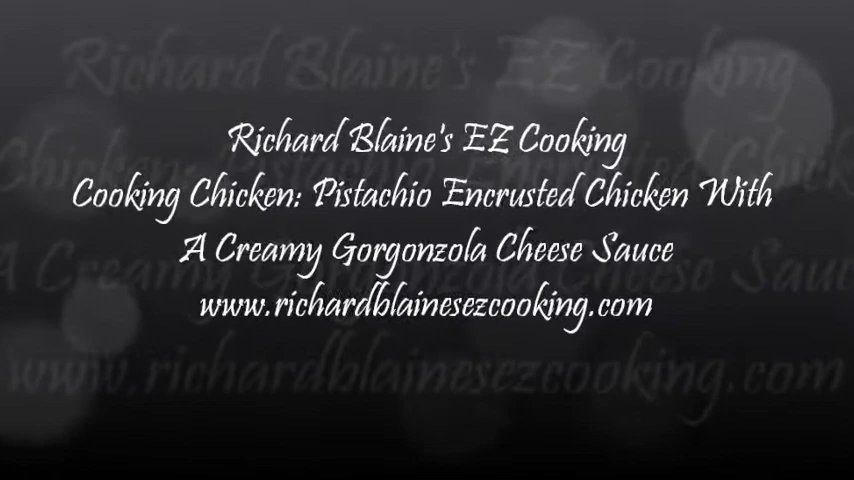 Richard Blaine's EZ Cooking
Cooking Chicken: Pistachio Encrusted Chicken With
A Creamy Gorgonzola Cheese Sauce
www.richardblainesezcooking.com